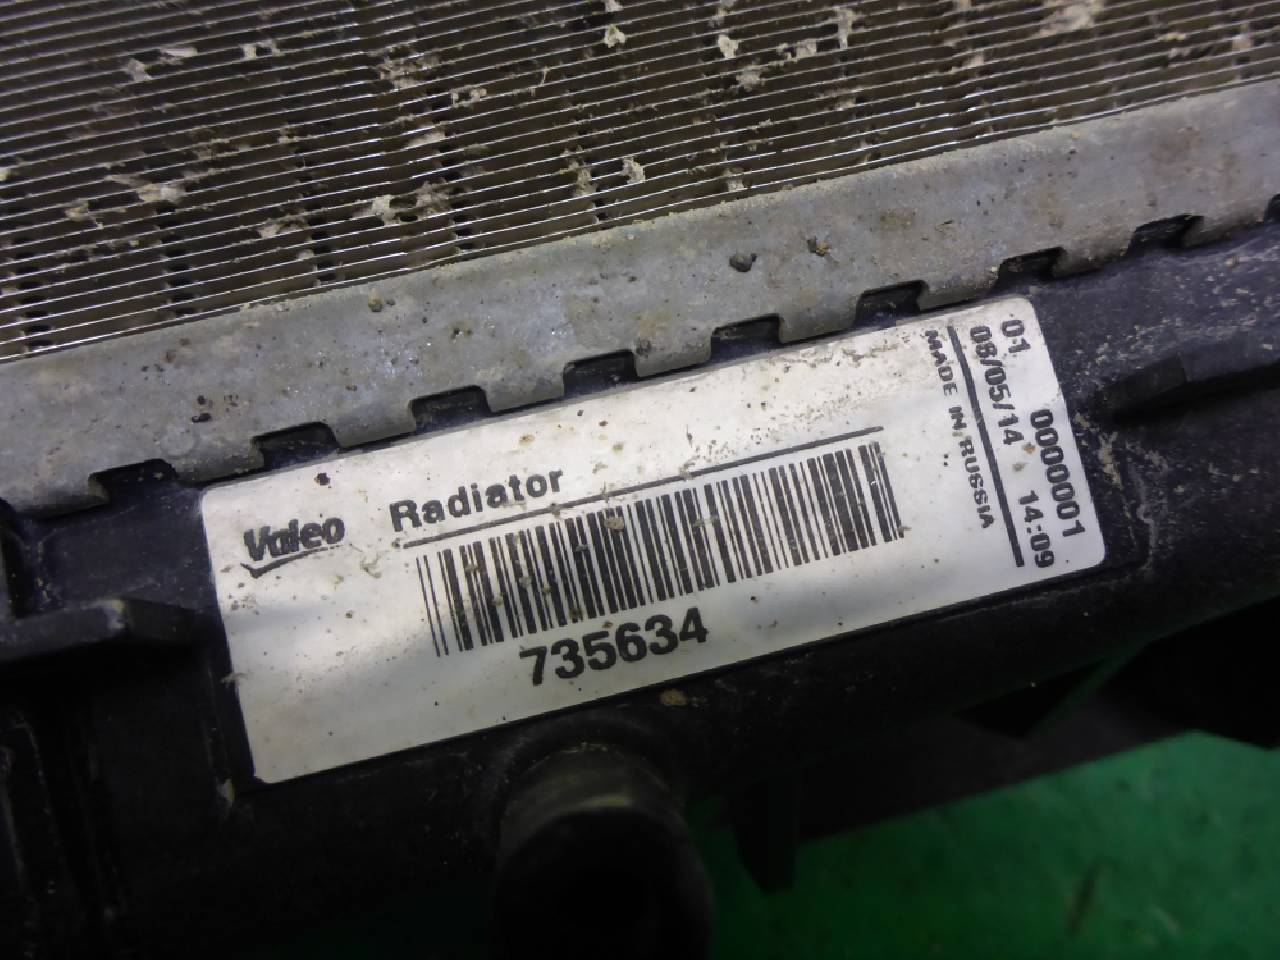 Valeo
Radiator
735634
01 0000001
08/05/14 14:09
MADE IN RUSSIA